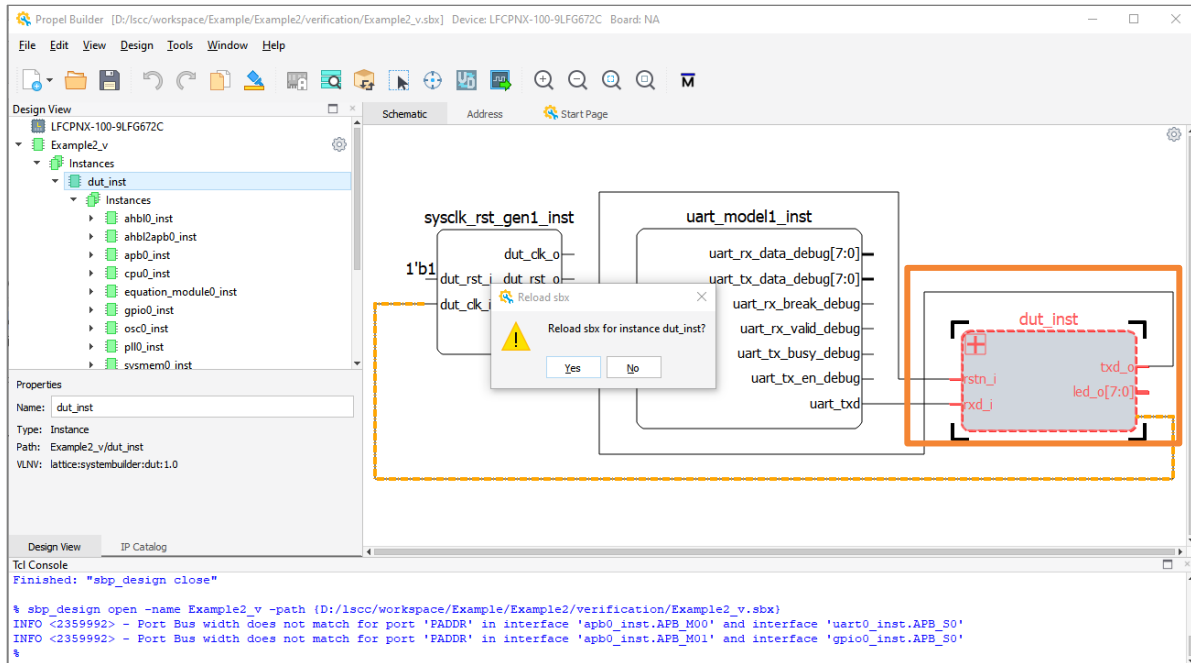 Propel Builder [D:/lscc/workspace/Example/Example2/verification/Example2_v.sbx] Device: LFCPNX-100-9LFG672C Board: NA
File Edit View Design Tools Window Help
Design View
Schematic Address Start Page
LFCPNX-100-9LFG672C
Example2_v
Instances
dut_inst
Instances
ahbl0_inst
ahbl2apb0_inst
apb0_inst
cpu0_inst
equation_module0_inst
gpio0_inst
osc0_inst
pll0_inst
sysmem0 inst
Properties
Name: dut_inst
Type: Instance
Path: Example2_v/dut_inst
VLNV: lattice:systembuilder:dut:1.0
Design View IP Catalog
sysclk_rst_gen1_inst
dut_clk_o
1'b1
dut_rst_i dut_rst_o
dut_clk_i
uart_model1_inst
uart_rx_data_debug[7:0]
uart_tx_data_debug[7:0]
uart_rx_break_debug
uart_rx_valid_debug
uart_tx_busy_debug
uart_tx_en_debug
uart_txd
dut_inst
txd_o
rstn_i
led_o[7:0]
rxd_i
Reload sbx
Reload sbx for instance dut_inst?
Yes No
Tcl Console
Finished: "sbp_design close"
% sbp_design open -name Example2_v -path {D:/lscc/workspace/Example/Example2/verification/Example2_v.sbx}
INFO <2359992> - Port Bus width does not match for port 'PADDR' in interface 'apb0_inst.APB_M00' and interface 'uart0_inst.APB_S0'
INFO <2359992> - Port Bus width does not match for port 'PADDR' in interface 'apb0_inst.APB_M01' and interface 'gpio0_inst.APB_S0'
%